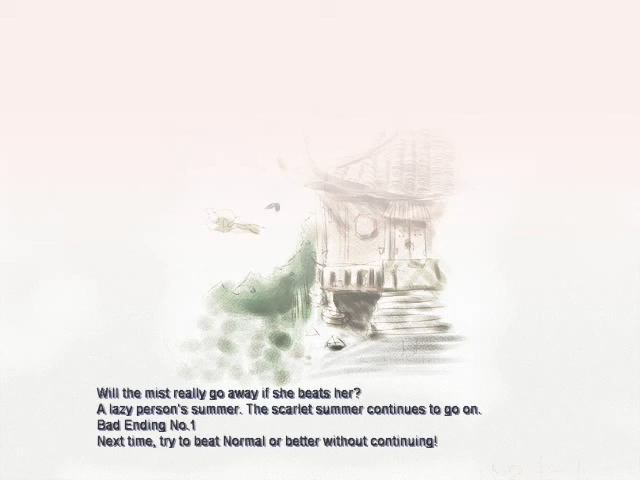 Will the mist really go away if she beats her?
A lazy person's summer. The scarlet summer continues to go on.
Bad Ending No.1
Next time, try to beat Normal or better without continuing!